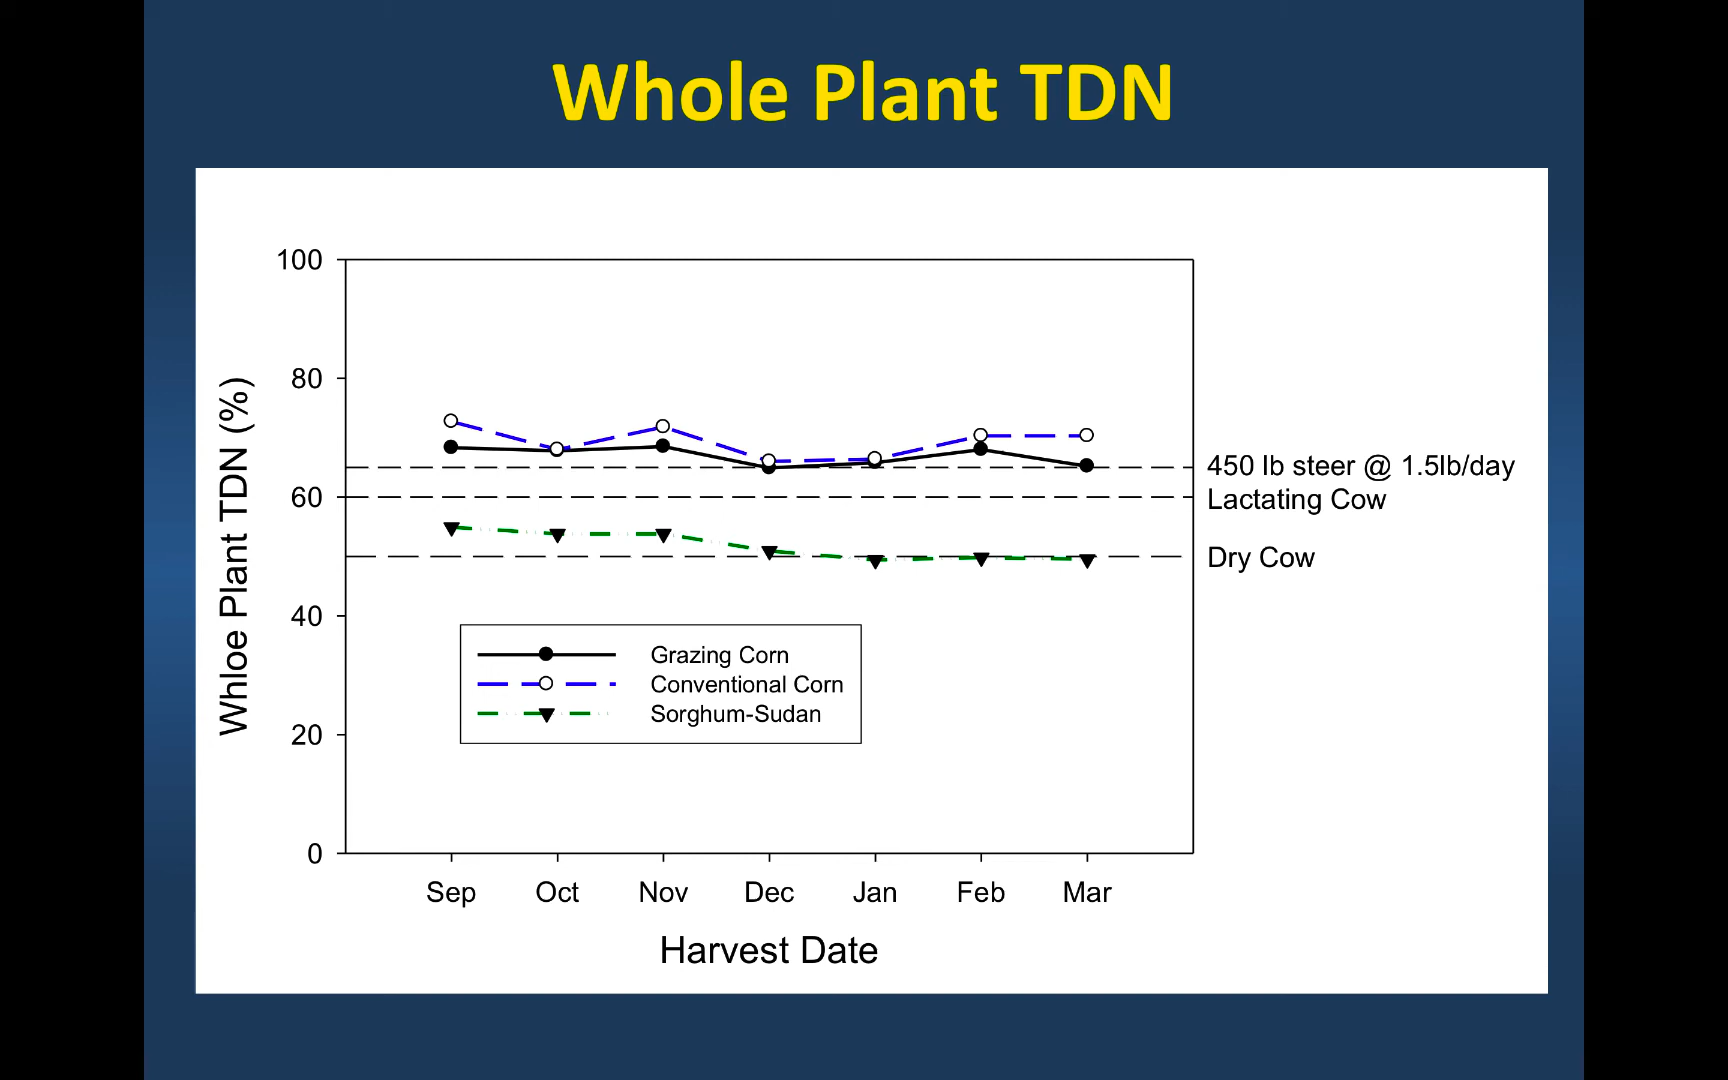 Whole Plant TDN
Whloe Plant TDN (%)
100
80
60
40
20
0
450 lb steer @ 1.5lb/day
Lactating Cow
Dry Cow
Grazing Corn
Conventional Corn
Sorghum-Sudan
Sep Oct Nov Dec Jan Feb Mar
Harvest Date